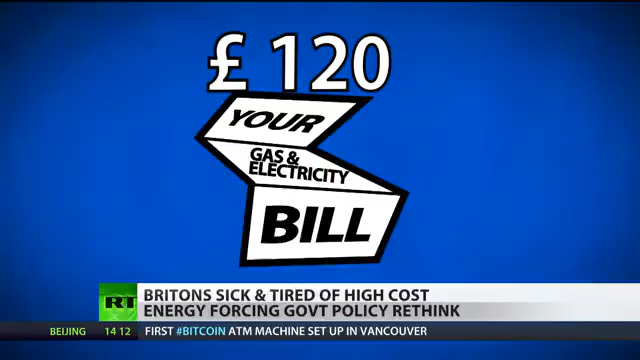 £ 120
YOUR
GAS &
ELECTRICITY
BILL
RT
BRITONS SICK & TIRED OF HIGH COST
ENERGY FORCING GOVT POLICY RETHINK
BEIJING 14 12 FIRST #BITCOIN ATM MACHINE SET UP IN VANCOUVER